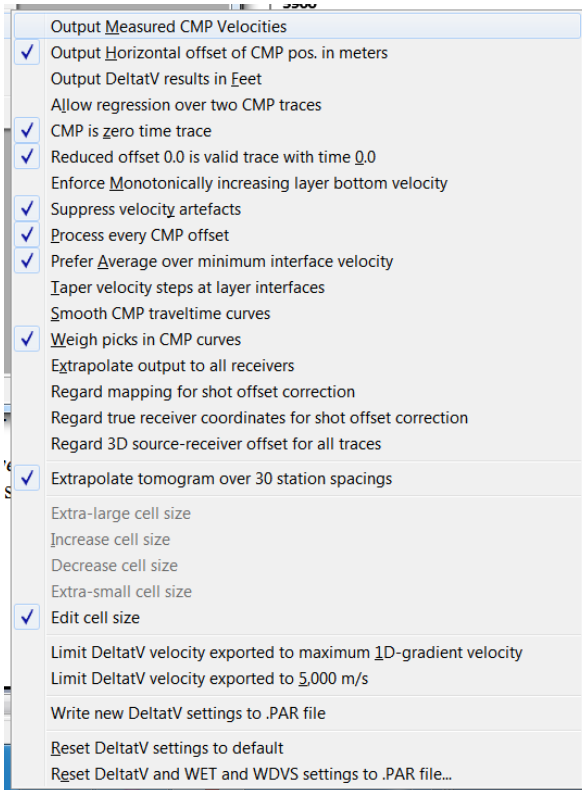 Output Measured CMP Velocities
Output Horizontal offset of CMP pos. in meters
Output DeltatV results in Feet
Allow regression over two CMP traces
CMP is zero time trace
Reduced offset 0.0 is valid trace with time 0.0
Enforce Monotonically increasing layer bottom velocity
Suppress velocity artefacts
Process every CMP offset
Prefer Average over minimum interface velocity
Taper velocity steps at layer interfaces
Smooth CMP traveltime curves
Weigh picks in CMP curves
Extrapolate output to all receivers
Regard mapping for shot offset correction
Regard true receiver coordinates for shot offset correction
Regard 3D source-receiver offset for all traces
Extrapolate tomogram over 30 station spacings
Extra-large cell size
Increase cell size
Decrease cell size
Extra-small cell size
Edit cell size
Limit DeltatV velocity exported to maximum 1D-gradient velocity
Limit DeltatV velocity exported to 5,000 m/s
Write new DeltatV settings to .PAR file
Reset DeltatV settings to default
Reset DeltatV and WET and WDVS settings to .PAR file...